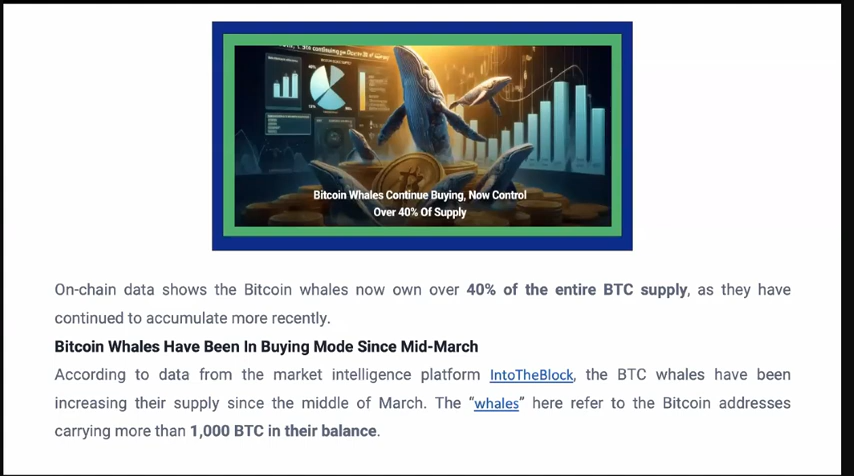 Bitcoin Whales Continue Buying, Now Control
Over 40% Of Supply
On-chain data shows the Bitcoin whales now own over 40% of the entire BTC supply, as they have
continued to accumulate more recently.
Bitcoin Whales Have Been In Buying Mode Since Mid-March
According to data from the market intelligence platform IntoTheBlock, the BTC whales have been
increasing their supply since the middle of March. The “whales” here refer to the Bitcoin addresses
carrying more than 1,000 BTC in their balance.